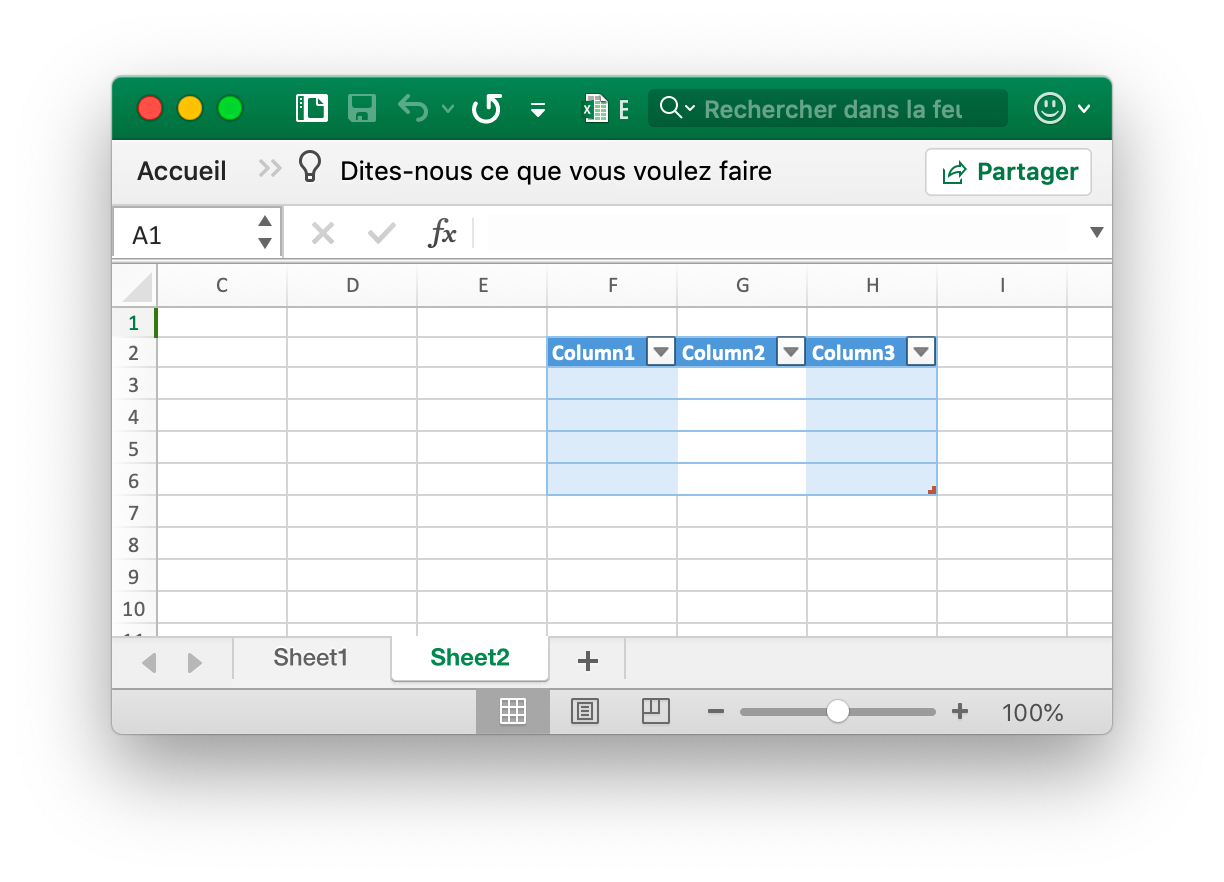 E Rechercher dans la feu
Accueil Dites-nous ce que vous voulez faire Partager
A1 fx
C D E F G H I
1
2 Column1 Column2 Column3
3
4
5
6
7
8
9
10
Sheet1 Sheet2 +
100%